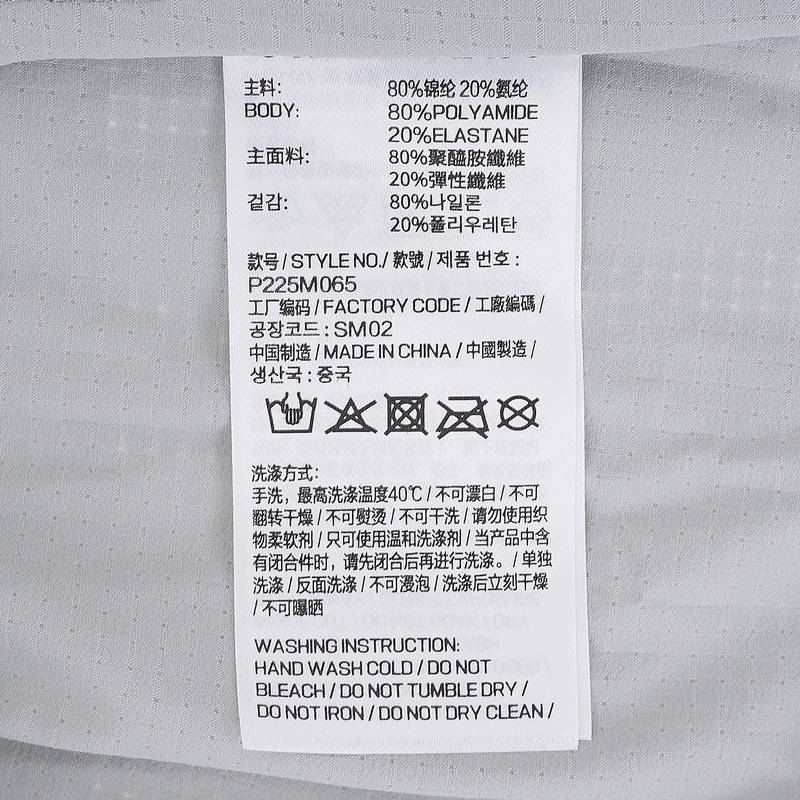 主料: 80%锦纶 20%氨纶
BODY: 80%POLYAMIDE
20%ELASTANE
主面料: 80%聚醯胺纖維
20%彈性纖維
겉감: 80%나일론
20%폴리우레탄
款号 / STYLE NO./ 款號 / 제품 번호 :
P225M065
工厂编码 / FACTORY CODE / 工廠編碼 /
공장코드 : SM02
中国制造 / MADE IN CHINA / 中國製造 /
생산국 : 중국
洗涤方式:
手洗，最高洗涤温度40℃ / 不可漂白 / 不可
翻转干燥 / 不可熨烫 / 不可干洗 / 请勿使用织
物柔软剂 / 只可使用温和洗涤剂 / 当产品中含
有闭合件时，请先闭合后再进行洗涤。 / 单独
洗涤 / 反面洗涤 / 不可浸泡 / 洗涤后立刻干燥
/ 不可曝晒
WASHING INSTRUCTION:
HAND WASH COLD / DO NOT
BLEACH / DO NOT TUMBLE DRY /
DO NOT IRON / DO NOT DRY CLEAN /